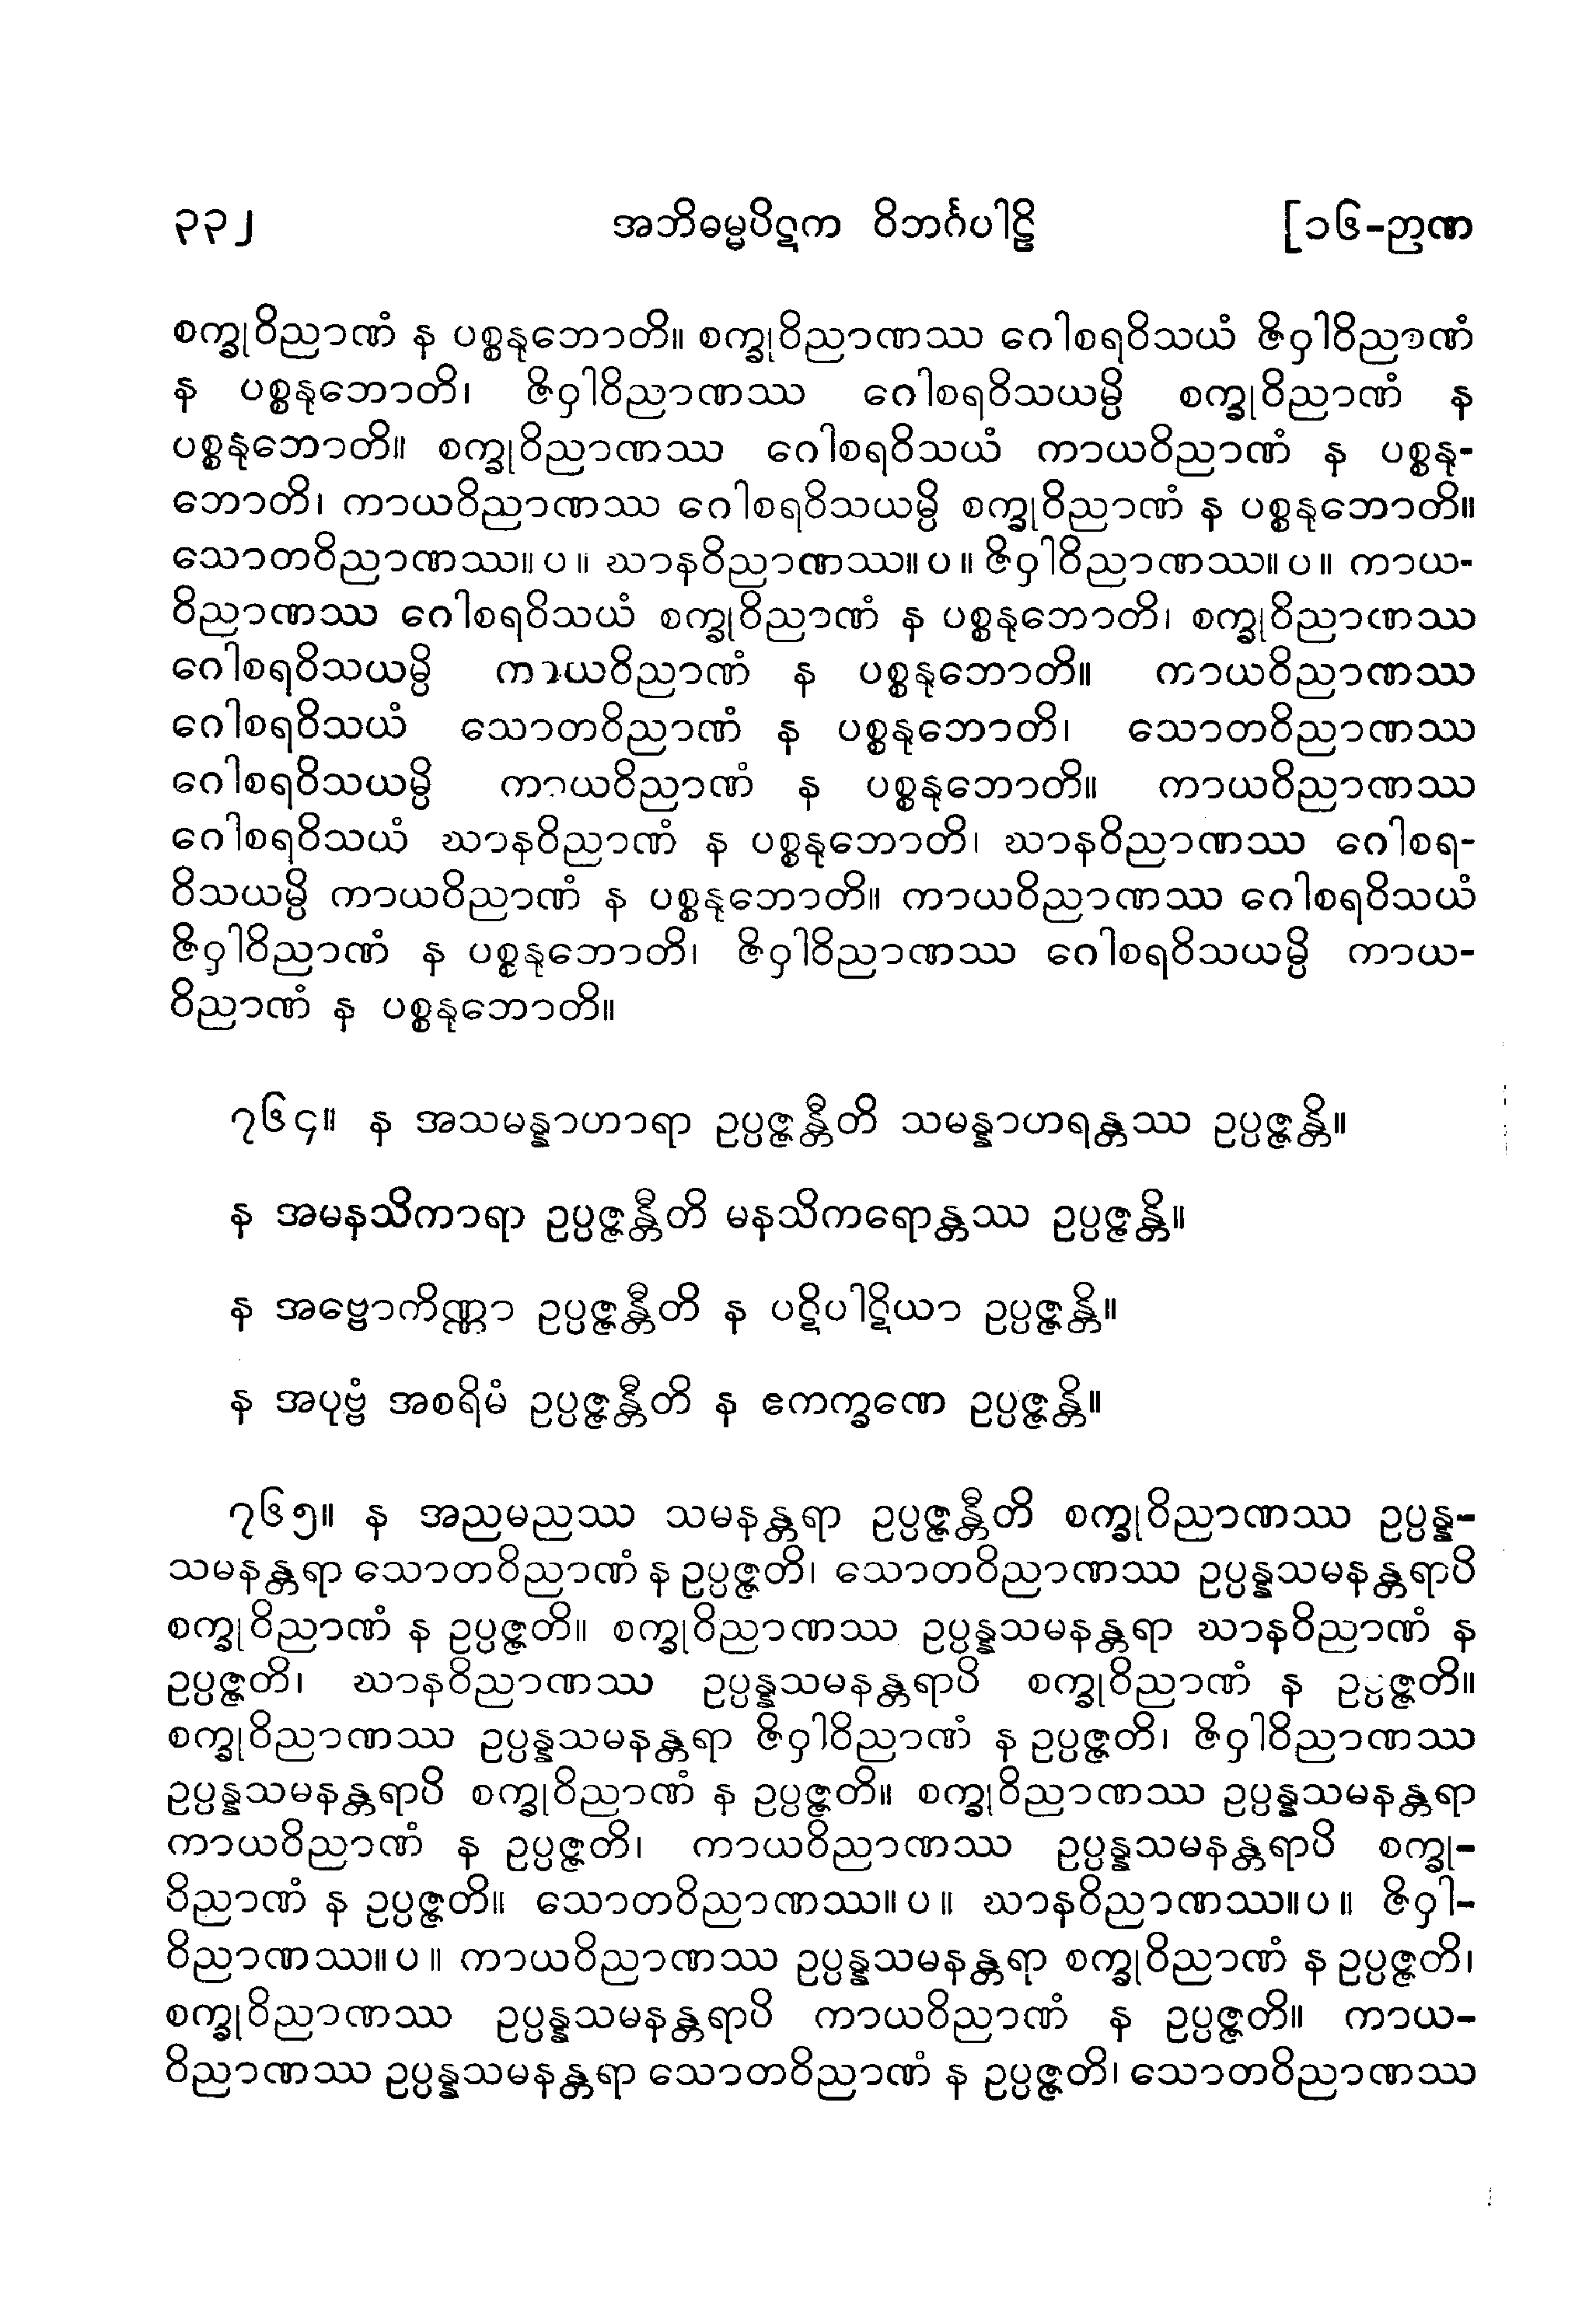 ၃၃၂ အဘိဓမ္မပိဋက ဝိဘင်္ဂပါဠိ [၁၆-ဉာဏ
စက္ခုဝိညာဏံ န ပစ္စနုဘောတိ။ စက္ခုဝိညာဏဿ ဂေါစရဝိသယံ ဇိဝှါဝိညာဏံ
န ပစ္စနုဘောတိ၊ ဇိဝှါဝိညာဏဿ ဂေါစရဝိသယမ္ပိ စက္ခုဝိညာဏံ န
ပစ္စနုဘောတိ။ စက္ခုဝိညာဏဿ ဂေါစရဝိသယံ ကာယဝိညာဏံ န ပစ္စနု-
ဘောတိ၊ ကာယဝိညာဏဿ ဂေါစရဝိသယမ္ပိ စက္ခုဝိညာဏံ န ပစ္စနုဘောတိ။
သောတဝိညာဏဿ။ပ။ ဃာနဝိညာဏဿ။ပ။ ဇိဝှါဝိညာဏဿ။ပ။ ကာယ-
ဝိညာဏဿ ဂေါစရဝိသယံ စက္ခုဝိညာဏံ န ပစ္စနုဘောတိ၊ စက္ခုဝိညာဏဿ
ဂေါစရဝိသယမ္ပိ ကာယဝိညာဏံ န ပစ္စနုဘောတိ။ ကာယဝိညာဏဿ
ဂေါစရဝိသယံ သောတဝိညာဏံ န ပစ္စနုဘောတိ၊ သောတဝိညာဏဿ
ဂေါစရဝိသယမ္ပိ ကာယဝိညာဏံ န ပစ္စနုဘောတိ။ ကာယဝိညာဏဿ
ဂေါစရဝိသယံ ဃာနဝိညာဏံ န ပစ္စနုဘောတိ၊ ဃာနဝိညာဏဿ ဂေါစရ-
ဝိသယမ္ပိ ကာယဝိညာဏံ န ပစ္စနုဘောတိ။ ကာယဝိညာဏဿ ဂေါစရဝိသယံ
ဇိဝှါဝိညာဏံ န ပစ္စနုဘောတိ၊ ဇိဝှါဝိညာဏဿ ဂေါစရဝိသယမ္ပိ ကာယ-
ဝိညာဏံ န ပစ္စနုဘောတိ။
၇၆၄။ န အသမန္နာဟာရာ ဥပ္ပဇ္ဇန္တီတိ သမန္နာဟရန္တဿ ဥပ္ပဇ္ဇန္တိ။
န အမနသိကာရာ ဥပ္ပဇ္ဇန္တီတိ မနသိကရောန္တဿ ဥပ္ပဇ္ဇန္တိ။
န အဗ္ဗောကိဏ္ဏာ ဥပ္ပဇ္ဇန္တီတိ န ပဋိပါဋိယာ ဥပ္ပဇ္ဇန္တိ။
န အပုဗ္ဗံ အစရိမံ ဥပ္ပဇ္ဇန္တီတိ န ဧကက္ခဏေ ဥပ္ပဇ္ဇန္တိ။
၇၆၅။ န အညမညဿ သမနန္တရာ ဥပ္ပဇ္ဇန္တီတိ စက္ခုဝိညာဏဿ ဥပ္ပန္န-
သမနန္တရာ သောတဝိညာဏံ န ဥပ္ပဇ္ဇတိ၊ သောတဝိညာဏဿ ဥပ္ပန္နသမနန္တရာပိ
စက္ခုဝိညာဏံ န ဥပ္ပဇ္ဇတိ။ စက္ခုဝိညာဏဿ ဥပ္ပန္နသမနန္တရာ ဃာနဝိညာဏံ န
ဥပ္ပဇ္ဇတိ၊ ဃာနဝိညာဏဿ ဥပ္ပန္နသမနန္တရာပိ စက္ခုဝိညာဏံ န ဥပ္ပဇ္ဇတိ။
စက္ခုဝိညာဏဿ ဥပ္ပန္နသမနန္တရာ ဇိဝှါဝိညာဏံ န ဥပ္ပဇ္ဇတိ၊ ဇိဝှါဝိညာဏဿ
ဥပ္ပန္နသမနန္တရာပိ စက္ခုဝိညာဏံ န ဥပ္ပဇ္ဇတိ။ စက္ခုဝိညာဏဿ ဥပ္ပန္နသမနန္တရာ
ကာယဝိညာဏံ န ဥပ္ပဇ္ဇတိ၊ ကာယဝိညာဏဿ ဥပ္ပန္နသမနန္တရာပိ စက္ခု-
ဝိညာဏံ န ဥပ္ပဇ္ဇတိ။ သောတဝိညာဏဿ။ပ။ ဃာနဝိညာဏဿ။ပ။ ဇိဝှါ-
ဝိညာဏဿ။ပ။ ကာယဝိညာဏဿ ဥပ္ပန္နသမနန္တရာ စက္ခုဝိညာဏံ န ဥပ္ပဇ္ဇတိ၊
စက္ခုဝိညာဏဿ ဥပ္ပန္နသမနန္တရာပိ ကာယဝိညာဏံ န ဥပ္ပဇ္ဇတိ။ ကာယ-
ဝိညာဏဿ ဥပ္ပန္နသမနန္တရာ သောတဝိညာဏံ န ဥပ္ပဇ္ဇတိ၊ သောတဝိညာဏဿ